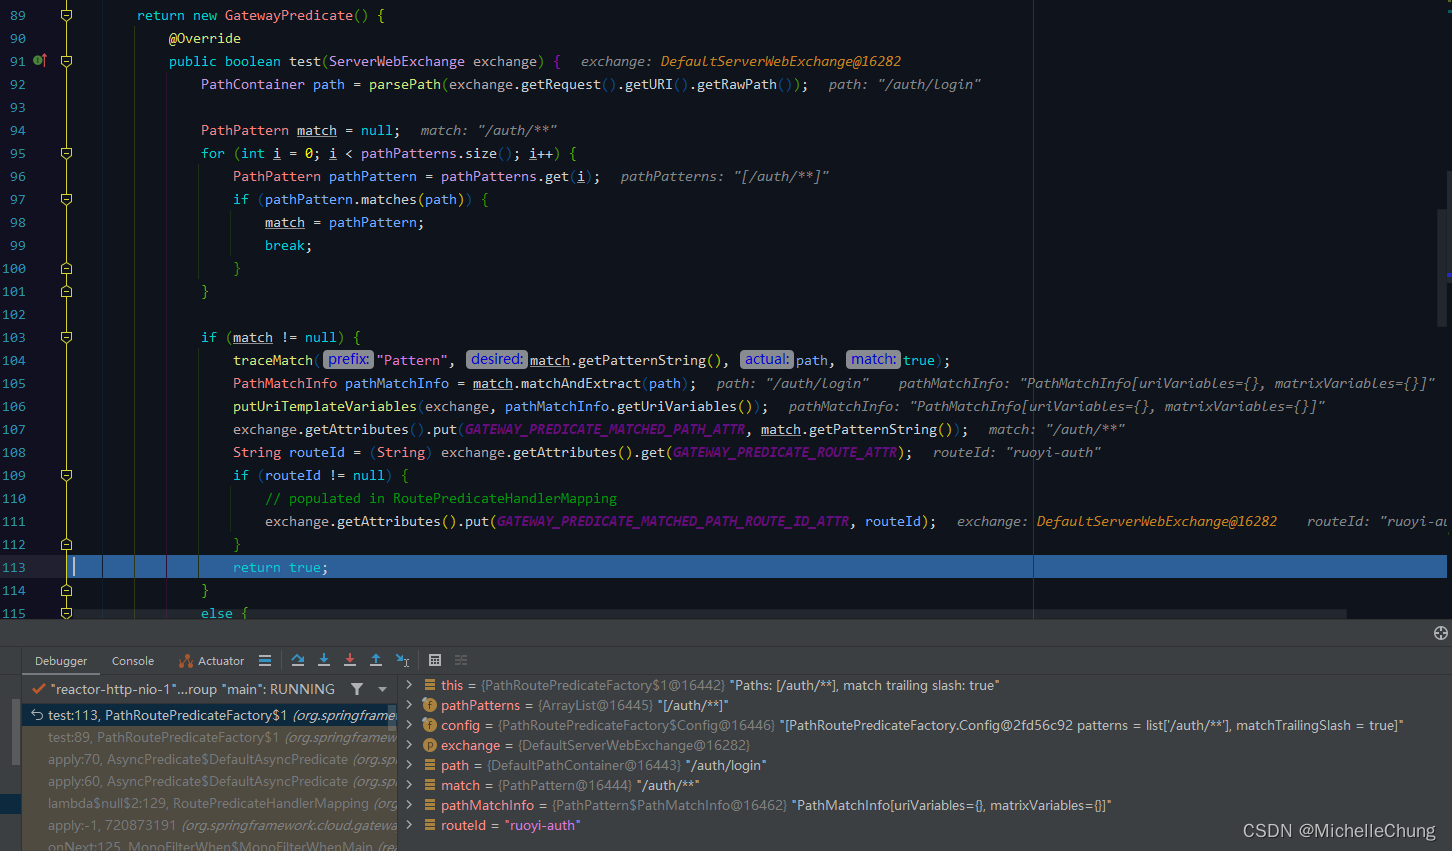 89 return new GatewayPredicate() {
90 @Override
91 public boolean test(ServerWebExchange exchange) { exchange: DefaultServerWebExchange@16282
92 PathContainer path = parsePath(exchange.getRequest().getURI().getRawPath()); path: "/auth/login"
93
94 PathPattern match = null; match: "/auth/**"
95 for (int i = 0; i < pathPatterns.size(); i++) {
96 PathPattern pathPattern = pathPatterns.get(i); pathPatterns: "[/auth/**]"
97 if (pathPattern.matches(path)) {
98 match = pathPattern;
99 break;
100 }
101 }
102
103 if (match != null) {
104 traceMatch( prefix: "Pattern", desired: match.getPatternString(), actual: path, match: true);
105 PathMatchInfo pathMatchInfo = match.matchAndExtract(path); path: "/auth/login" pathMatchInfo: "PathMatchInfo[uriVariables={}, matrixVariables={}]"
106 putUriTemplateVariables(exchange, pathMatchInfo.getUriVariables()); pathMatchInfo: "PathMatchInfo[uriVariables={}, matrixVariables={}]"
107 exchange.getAttributes().put(GATEWAY_PREDICATE_MATCHED_PATH_ATTR, match.getPatternString()); match: "/auth/**"
108 String routeId = (String) exchange.getAttributes().get(GATEWAY_PREDICATE_ROUTE_ATTR); routeId: "ruoyi-auth"
109 if (routeId != null) {
110 // populated in RoutePredicateHandlerMapping
111 exchange.getAttributes().put(GATEWAY_PREDICATE_MATCHED_PATH_ROUTE_ID_ATTR, routeId); exchange: DefaultServerWebExchange@16282 routeId: "ruoyi-au
112 }
113 return true;
114 }
115 else {
Debugger Console Actuator
"reactor-http-nio-1"...roup "main": RUNNING
test:113, PathRoutePredicateFactory$1 (org.springframe
test:89, PathRoutePredicateFactory$1 (org.springframew
apply:70, AsyncPredicate$DefaultAsyncPredicate (org.sp
apply:60, AsyncPredicate$DefaultAsyncPredicate (org.sp
lambda$null$2:129, RoutePredicateHandlerMapping (org
apply:-1, 720873191 (org.springframework.cloud.gatewa
onNext:125, MonoFilterWhen$MonoFilterWhenMain (rea
this = {PathRoutePredicateFactory$1@16442} "Paths: [/auth/**], match trailing slash: true"
pathPatterns = {ArrayList@16445} "[/auth/**]"
config = {PathRoutePredicateFactory$Config@16446} "[PathRoutePredicateFactory.Config@2fd56c92 patterns = list['/auth/**'], matchTrailingSlash = true]"
exchange = {DefaultServerWebExchange@16282}
path = {DefaultPathContainer@16443} "/auth/login"
match = {PathPattern@16444} "/auth/**"
pathMatchInfo = {PathPattern$PathMatchInfo@16462} "PathMatchInfo[uriVariables={}, matrixVariables={}]"
routeId = "ruoyi-auth"
CSDN @MichelleChung